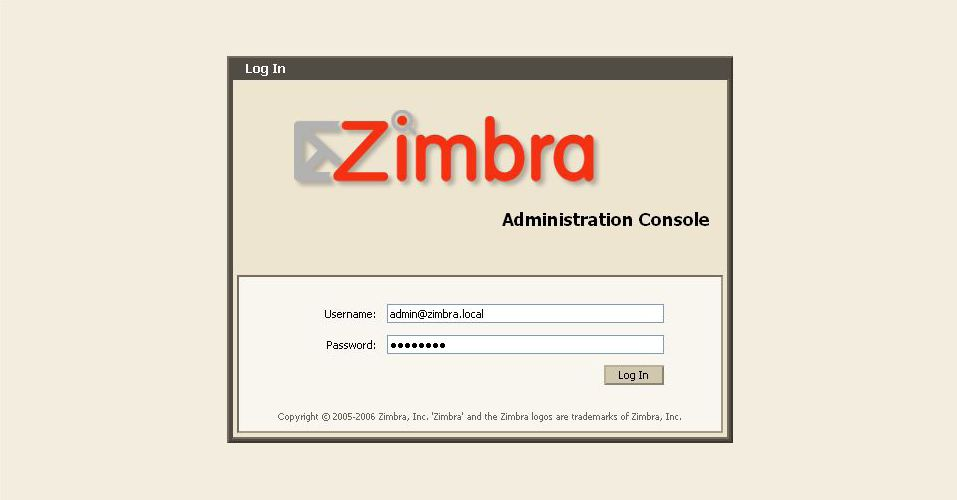 Log In
Zimbra
Administration Console
Username: admin@zimbra.local
Password: ●●●●●●●●
Log In
Copyright © 2005-2006 Zimbra, Inc. 'Zimbra' and the Zimbra logos are trademarks of Zimbra, Inc.